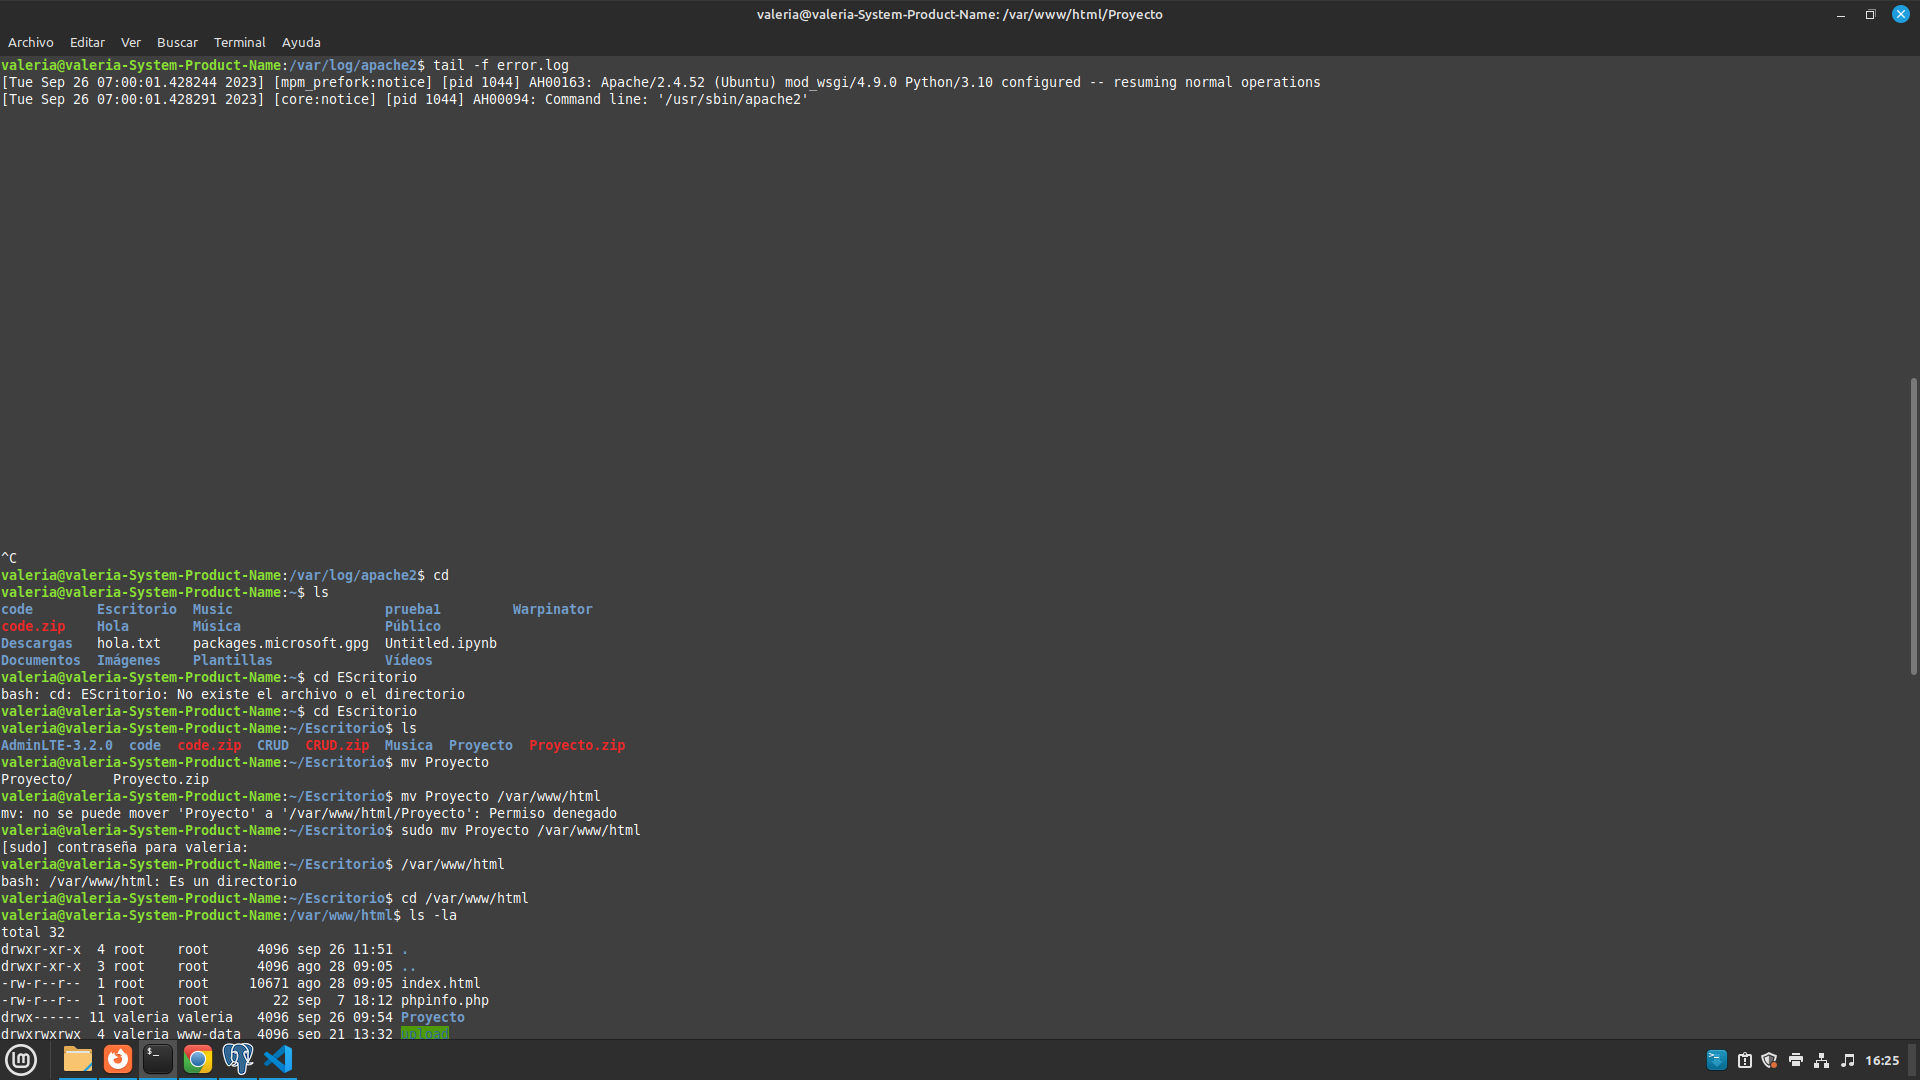 valeria@valeria-System-Product-Name: /var/www/html/Proyecto
Archivo Editar Ver Buscar Terminal Ayuda
valeria@valeria-System-Product-Name:/var/log/apache2$ tail -f error.log
[Tue Sep 26 07:00:01.428244 2023] [mpm_prefork:notice] [pid 1044] AH00163: Apache/2.4.52 (Ubuntu) mod_wsgi/4.9.0 Python/3.10 configured -- resuming normal operations
[Tue Sep 26 07:00:01.428291 2023] [core:notice] [pid 1044] AH00094: Command line: '/usr/sbin/apache2'
^C
valeria@valeria-System-Product-Name:/var/log/apache2$ cd
valeria@valeria-System-Product-Name:~$ ls
code Escritorio Music prueba1 Warpinator
code.zip Hola Música Público
Descargas hola.txt packages.microsoft.gpg Untitled.ipynb
Documentos Imágenes Plantillas Vídeos
valeria@valeria-System-Product-Name:~$ cd EScritorio
bash: cd: EScritorio: No existe el archivo o el directorio
valeria@valeria-System-Product-Name:~$ cd Escritorio
valeria@valeria-System-Product-Name:~/Escritorio$ ls
AdminLTE-3.2.0 code code.zip CRUD CRUD.zip Musica Proyecto Proyecto.zip
valeria@valeria-System-Product-Name:~/Escritorio$ mv Proyecto
Proyecto/ Proyecto.zip
valeria@valeria-System-Product-Name:~/Escritorio$ mv Proyecto /var/www/html
mv: no se puede mover 'Proyecto' a '/var/www/html/Proyecto': Permiso denegado
valeria@valeria-System-Product-Name:~/Escritorio$ sudo mv Proyecto /var/www/html
[sudo] contraseña para valeria:
valeria@valeria-System-Product-Name:~/Escritorio$ /var/www/html
bash: /var/www/html: Es un directorio
valeria@valeria-System-Product-Name:~/Escritorio$ cd /var/www/html
valeria@valeria-System-Product-Name:/var/www/html$ ls -la
total 32
drwxr-xr-x 4 root root 4096 sep 26 11:51 .
drwxr-xr-x 3 root root 4096 ago 28 09:05 ..
-rw-r--r-- 1 root root 10671 ago 28 09:05 index.html
-rw-r--r-- 1 root root 22 sep 7 18:12 phpinfo.php
drwx------ 11 valeria valeria 4096 sep 26 09:54 Proyecto
drwxrwxrwx 4 valeria www-data 4096 sep 21 13:32 upload
16:25